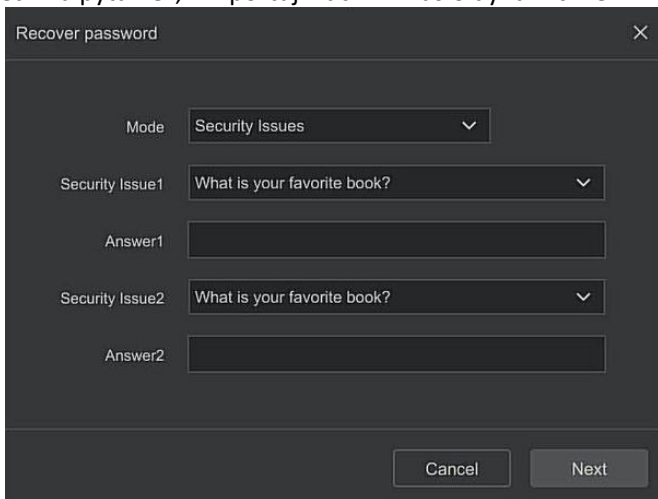 Recover password
Mode Security Issues
Security Issue1 What is your favorite book?
Answer1
Security Issue2 What is your favorite book?
Answer2
Cancel Next